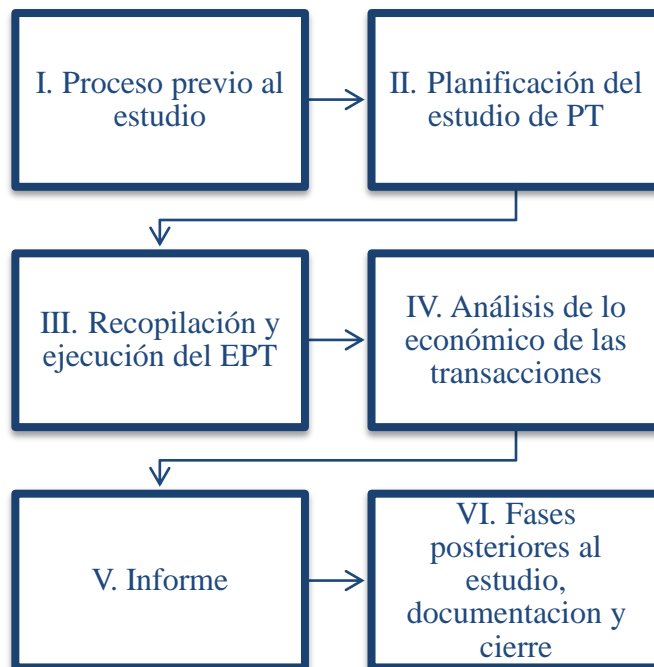 I. Proceso previo al
estudio
II. Planificación del
estudio de PT
III. Recopilación y
ejecución del EPT
IV. Análisis de lo
económico de las
transacciones
V. Informe
VI. Fases
posteriores al
estudio,
documentacion y
cierre